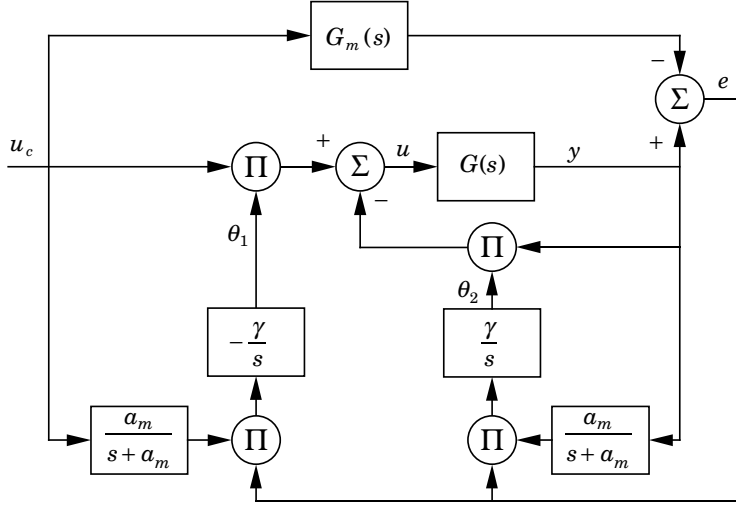 G_m(s)
−
e
Σ
u_c
+
u
y
+
Π
Σ
G(s)
−
θ_1
Π
θ_2
− γ/s
γ/s
a_m/(s + a_m)
Π
Π
a_m/(s + a_m)